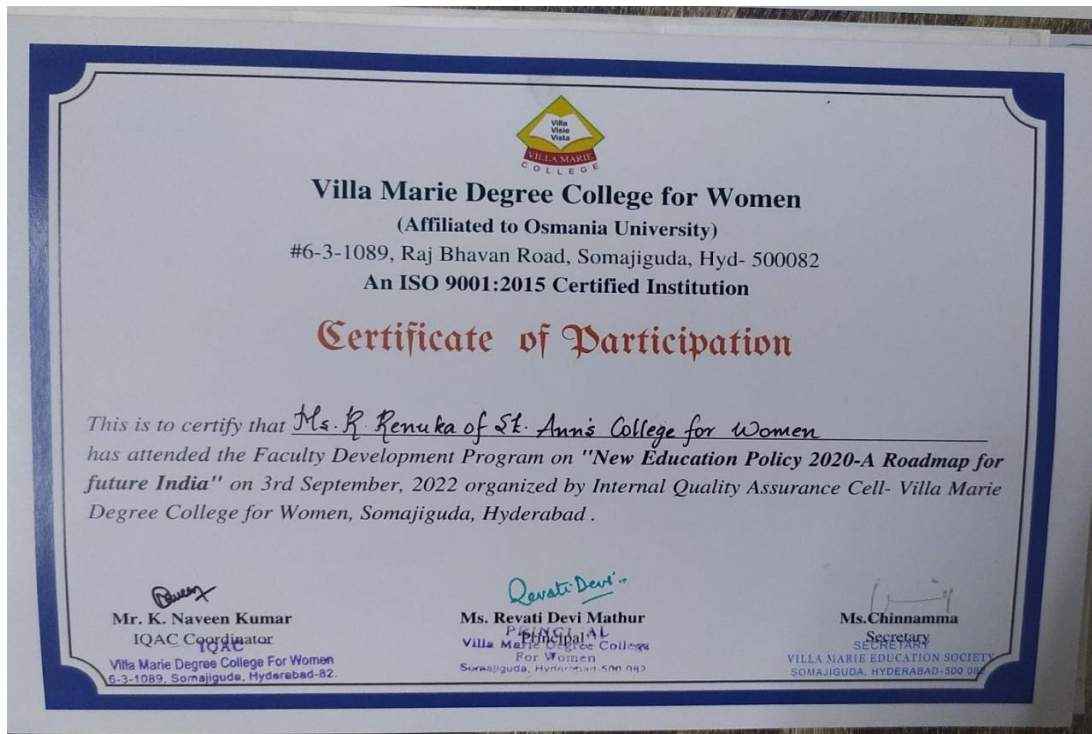 Villa
Visie
Vista
VILLA MARIE
COLLEGE
Villa Marie Degree College for Women
(Affiliated to Osmania University)
#6-3-1089, Raj Bhavan Road, Somajiguda, Hyd- 500082
An ISO 9001:2015 Certified Institution
Certificate of Participation
This is to certify that Ms. R Renuka of St. Ann's College for Women
has attended the Faculty Development Program on "New Education Policy 2020-A Roadmap for
future India" on 3rd September, 2022 organized by Internal Quality Assurance Cell- Villa Marie
Degree College for Women, Somajiguda, Hyderabad .
Revati Devi
Mr. K. Naveen Kumar
IQAC Coordinator
IQAC
Villa Marie Degree College For Women
6-3-1089, Somajiguda, Hyderabad-82.
Ms. Revati Devi Mathur
Principal
PRINCIPAL
Villa Marie Degree College
For Women
Somajiguda, Hyderabad-500 082
Ms.Chinnamma
Secretary
SECRETARY
VILLA MARIE EDUCATION SOCIETY
SOMAJIGUDA, HYDERABAD-500 082